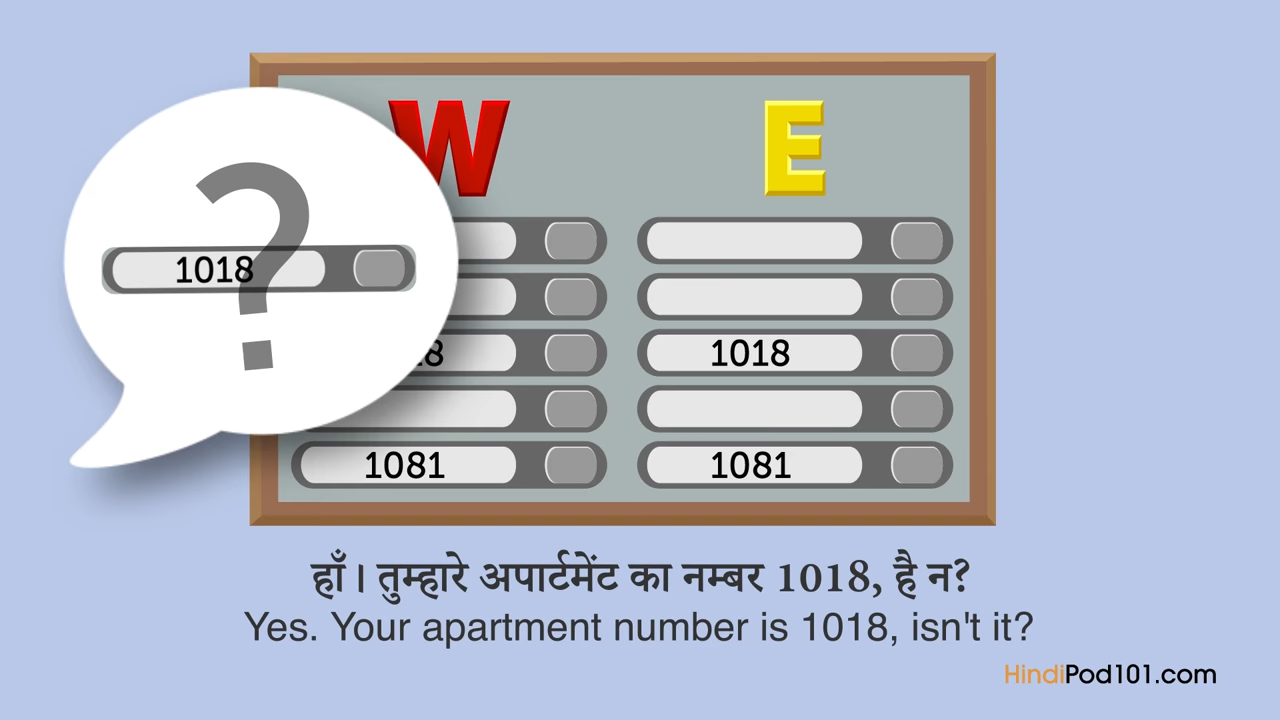 W E
1018
1018
1081 1081
हाँ। तुम्हारे अपार्टमेंट का नम्बर 1018, है न?
Yes. Your apartment number is 1018, isn't it?
HindiPod101.com